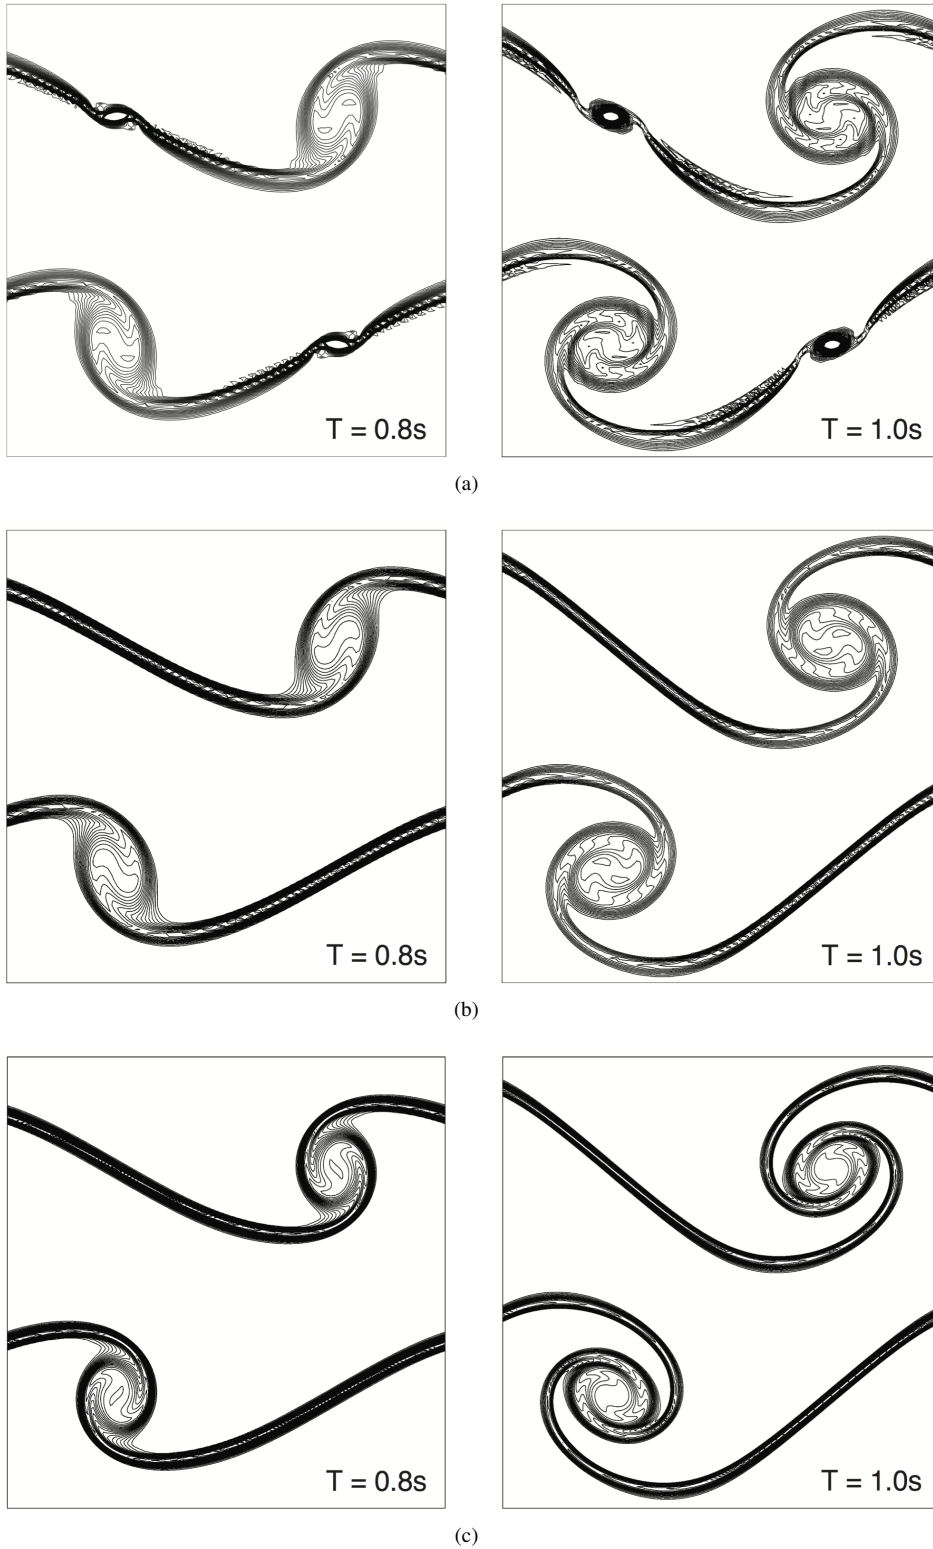 T = 0.8s
T = 1.0s
(a)
T = 0.8s
T = 1.0s
(b)
T = 0.8s
T = 1.0s
(c)